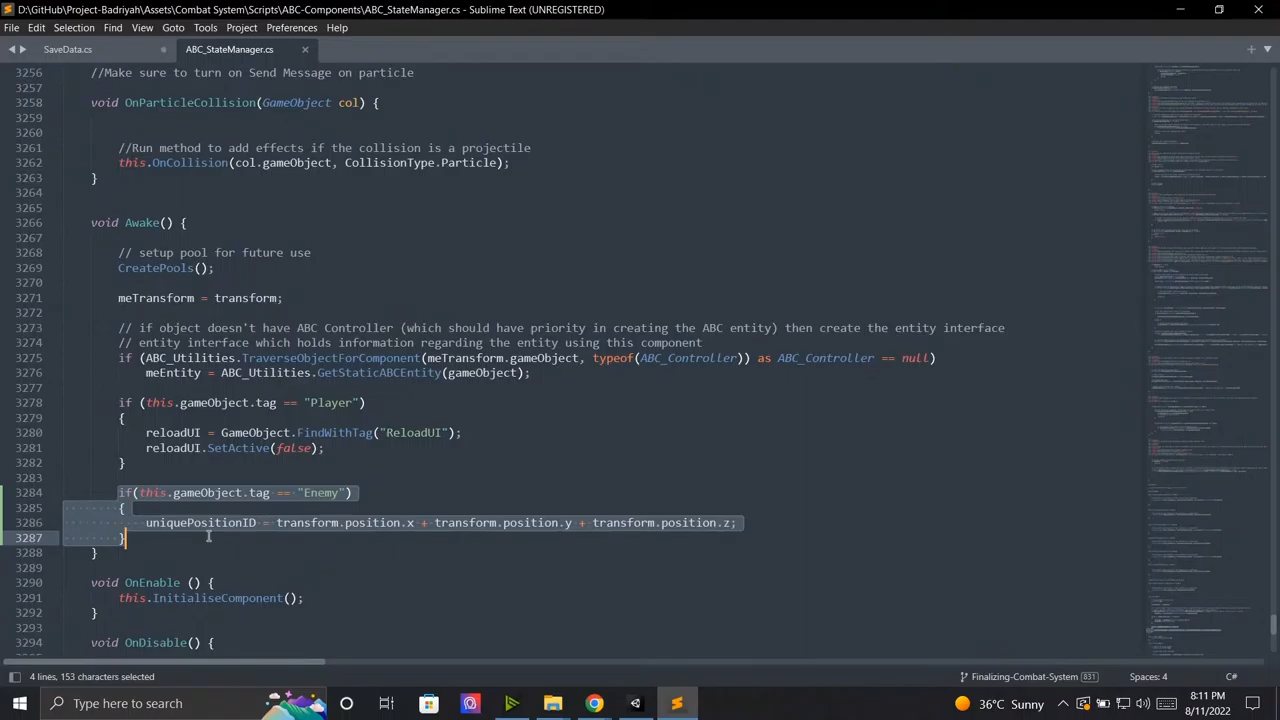 D:\GitHub\Project-Badriyah\Assets\Combat System\Scripts\ABC-Components\ABC_StateManager.cs - Sublime Text (UNREGISTERED)
File Edit Selection Find View Goto Tools Project Preferences Help
SaveData.cs ABC_StateManager.cs
3256 //Make sure to turn on Send Message on particle
3257
3258 void OnParticleCollision(GameObject col) {
3259
3260
3261 //Run method to add effects if the collision is projectile
3262 this.OnCollision(col.gameObject, CollisionType.Particle);
3263 }
3264
3265
3266 void Awake() {
3267
3268 // setup pool for future use
3269 CreatePools();
3270
3271 meTransform = transform;
3272
3273 // if object doesn't have a controller (which will have priority in creating the ABC entity) then create the entity interface
3274 // entity interface which holds information regarding the entity using this component
3275 if (ABC_Utilities.TraverseObjectForComponent(meTransform.gameObject, typeof(ABC_Controller)) as ABC_Controller == null)
3276 meEntity = ABC_Utilities.GetStaticABCEntity(gameObject);
3277
3278 if (this.gameObject.tag == "Player")
3279 {
3280 reloadUI = GameObject.FindWithTag("ReloadUI");
3281 reloadUI.SetActive(false);
3282 }
3283
3284 if(this.gameObject.tag == "Enemy")
3285 {
3286 uniquePositionID = transform.position.x + transform.position.y + transform.position.z;
3287 }
3288 }
3289
3290 void OnEnable () {
3291 this.InitialiseComponent();
3292 }
3293
3294 void OnDisable() {
4 lines, 153 characters selected Finalizing-Combat-System 831 Spaces: 4 C#
Type here to search 36°C Sunny 8:11 PM
8/11/2022